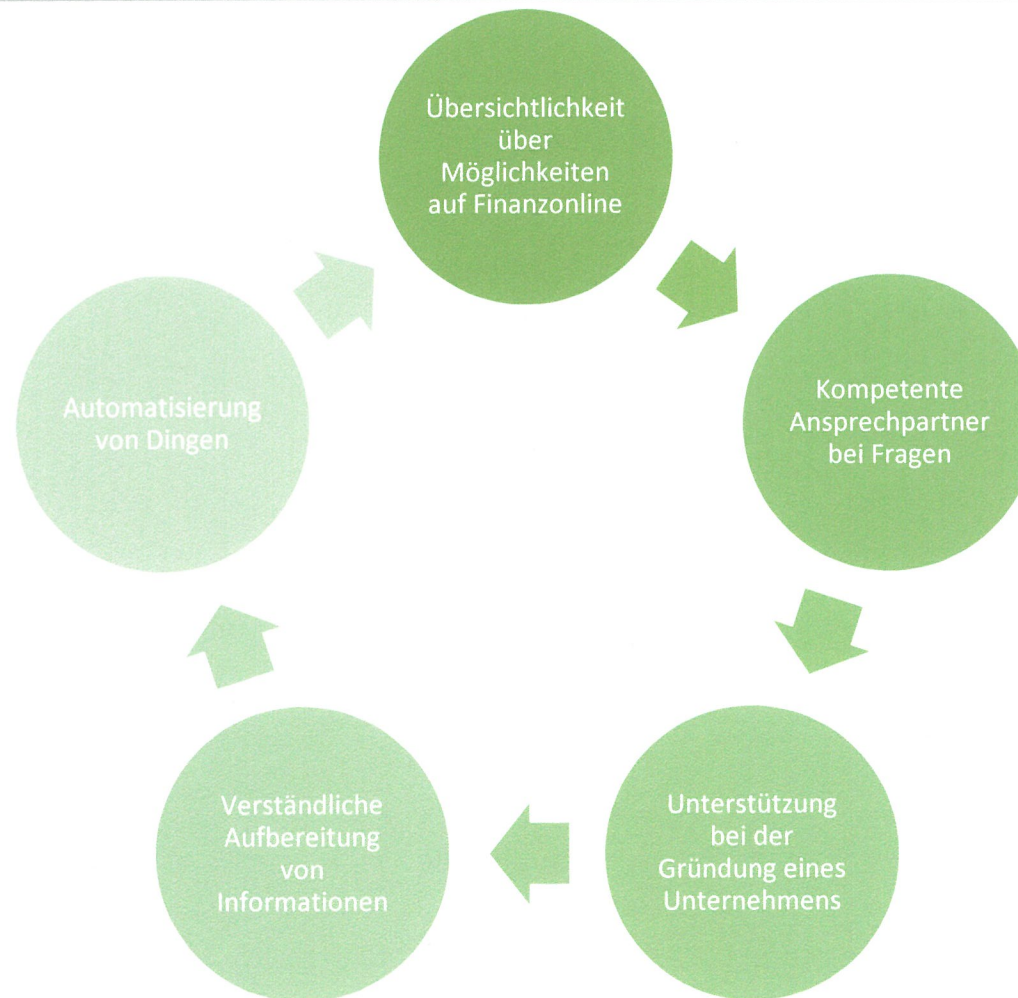 Übersichtlichkeit
über
Möglichkeiten
auf Finanzonline
Kompetente
Ansprechpartner
bei Fragen
Unterstützung
bei der
Gründung eines
Unternehmens
Verständliche
Aufbereitung
von
Informationen
Automatisierung
von Dingen